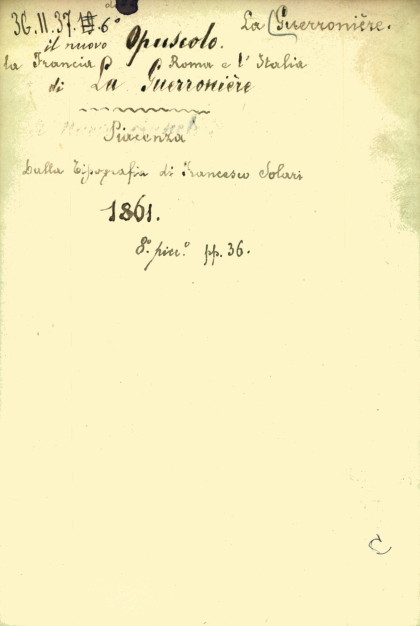 36.II.37. 6° La (Guerronière.
il nuovo Opuscolo.
la Francia Roma e l'Italia
di La Guerronière
Piacenza
Dalla Tipografia di Francesco Solari
1861.
8.° picc.° pp. 36.